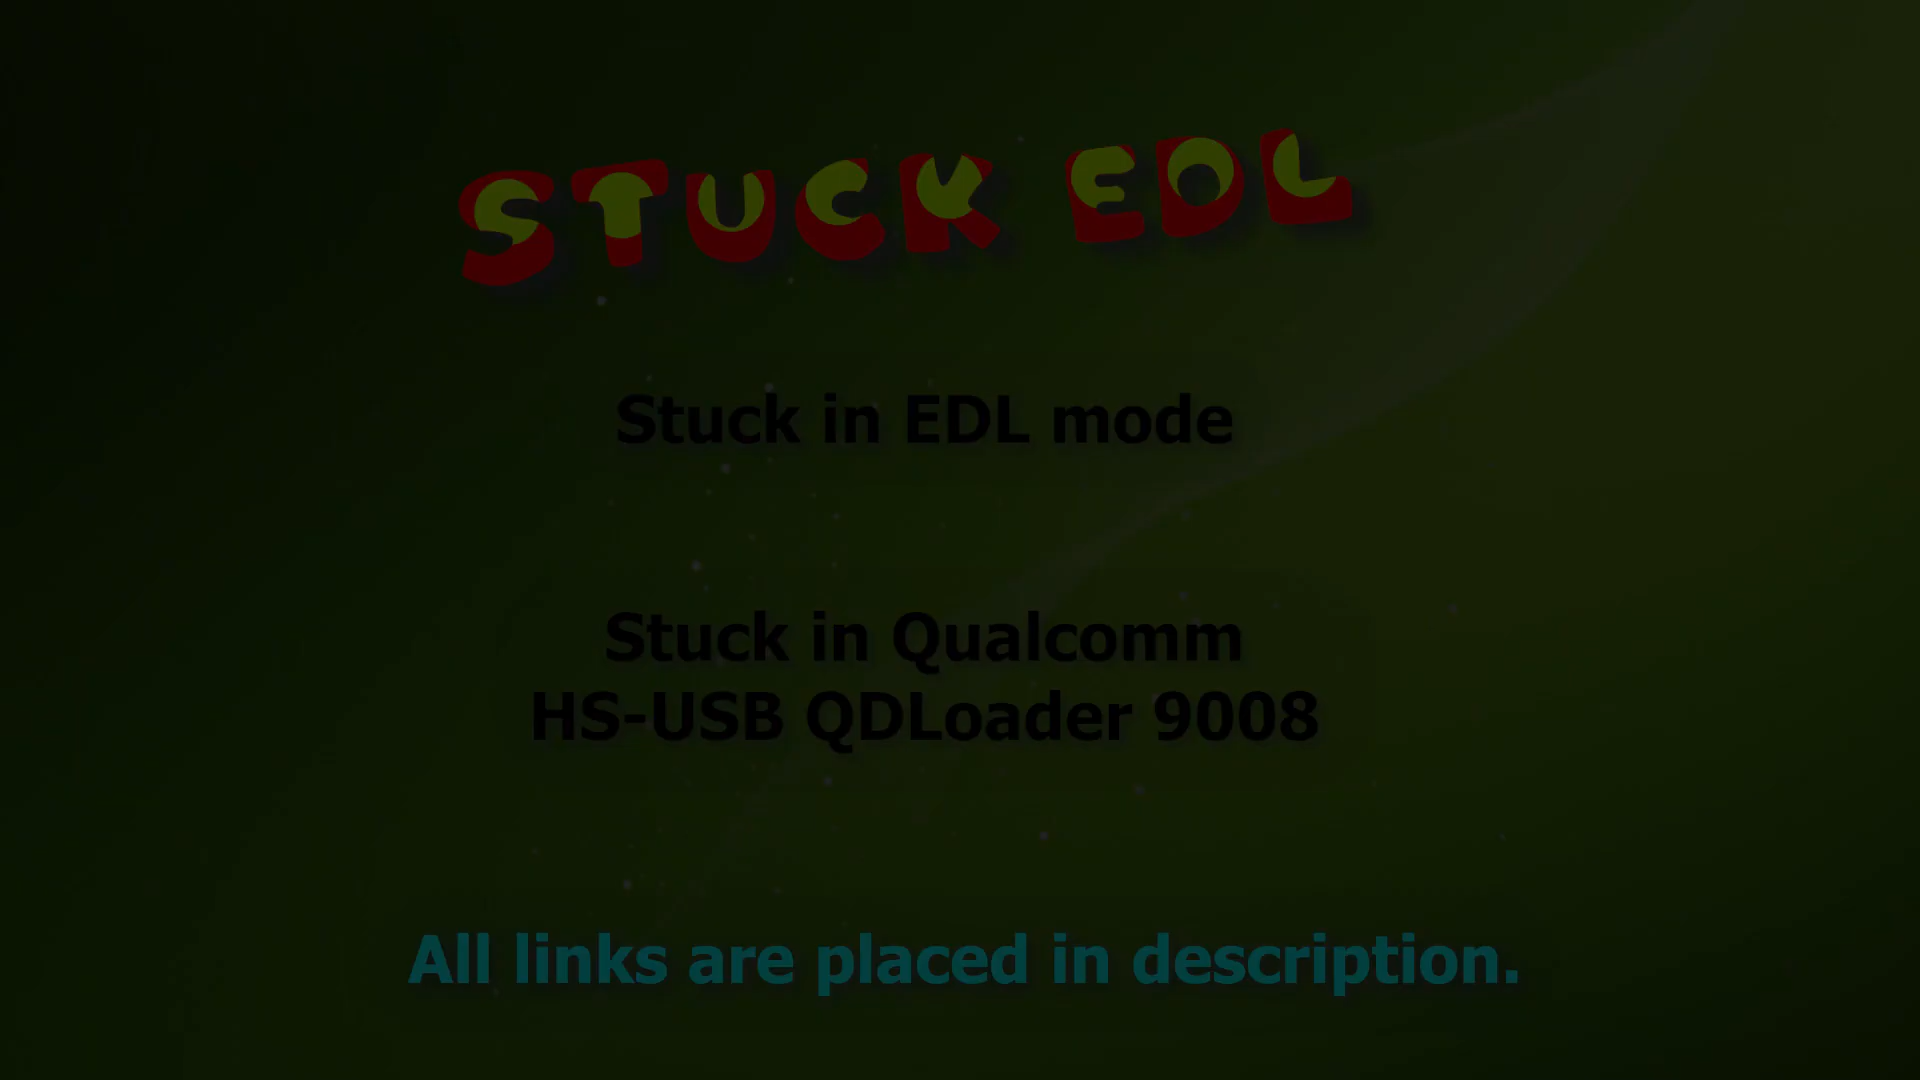 STUCK EDL
Stuck in EDL mode
Stuck in Qualcomm
HS-USB QDLoader 9008
All links are placed in description.